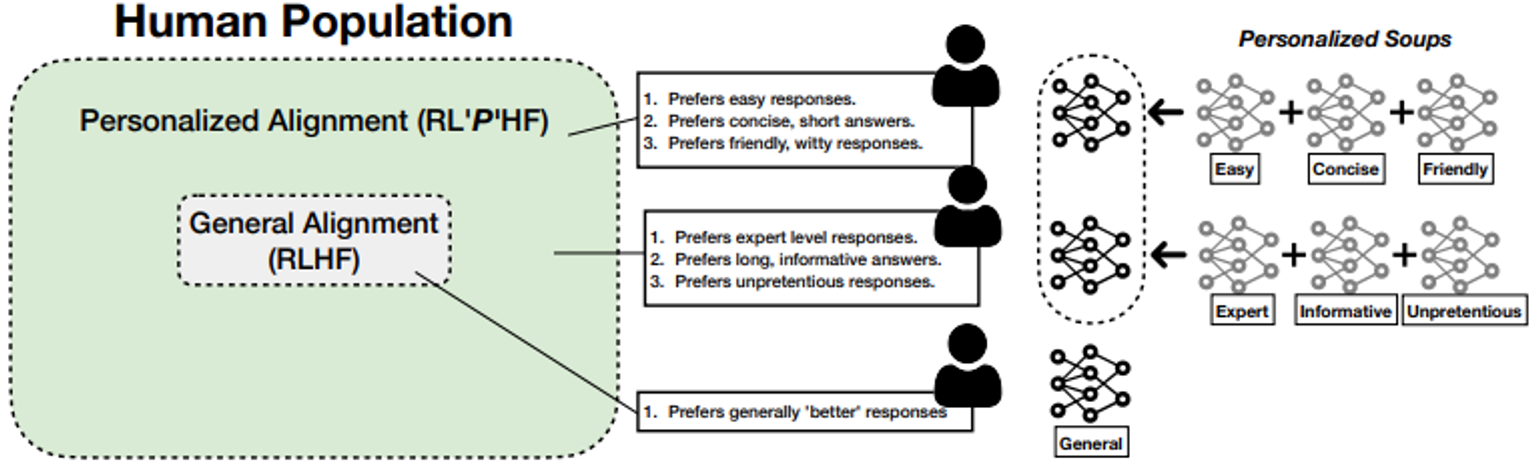 Human Population
Personalized Alignment (RL'P'HF)
General Alignment
(RLHF)
1. Prefers easy responses.
2. Prefers concise, short answers.
3. Prefers friendly, witty responses.
1. Prefers expert level responses.
2. Prefers long, informative answers.
3. Prefers unpretentious responses.
1. Prefers generally 'better' responses
Personalized Soups
+ +
Easy Concise Friendly
+ +
Expert Informative Unpretentious
General